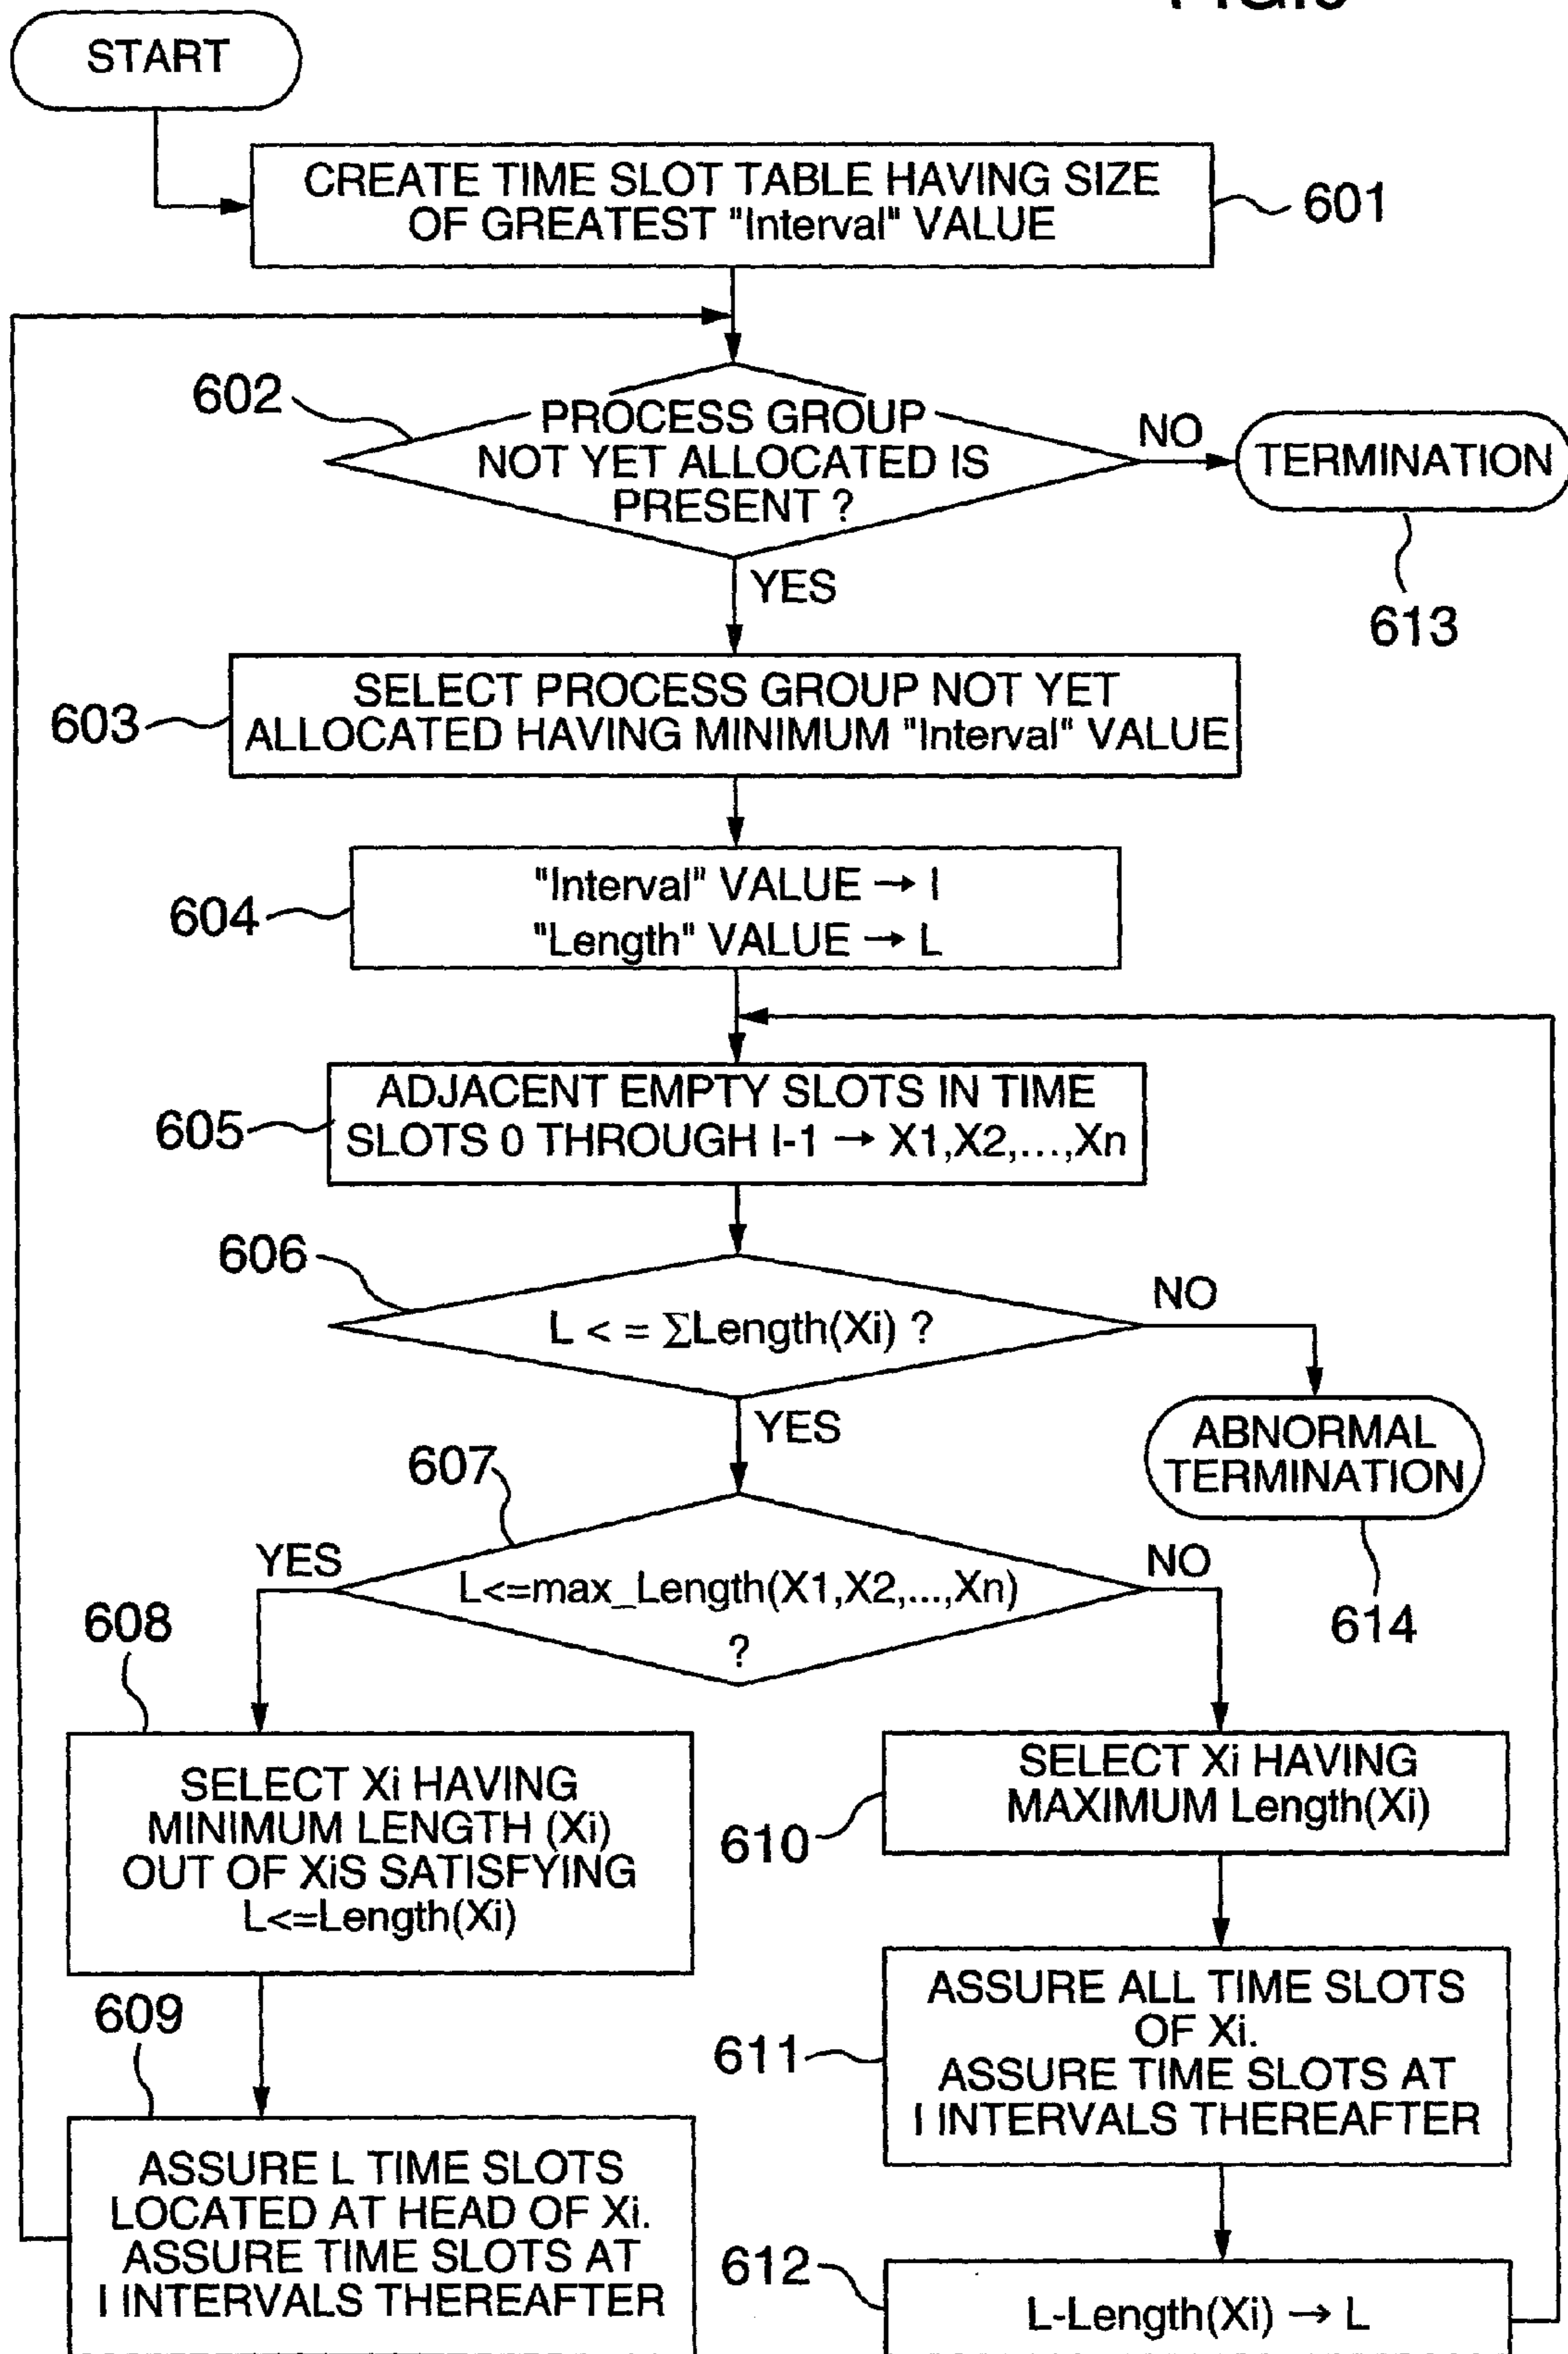 START
CREATE TIME SLOT TABLE HAVING SIZE
OF GREATEST "Interval" VALUE
601
602
PROCESS GROUP
NOT YET ALLOCATED IS
PRESENT ?
NO
TERMINATION
613
YES
603
SELECT PROCESS GROUP NOT YET
ALLOCATED HAVING MINIMUM "Interval" VALUE
604
"Interval" VALUE → I
"Length" VALUE → L
605
ADJACENT EMPTY SLOTS IN TIME
SLOTS 0 THROUGH I-1 → X1,X2,...,Xn
606
L < = ΣLength(Xi) ?
NO
YES
ABNORMAL
TERMINATION
614
607
YES
L<=max_Length(X1,X2,...,Xn)
?
NO
608
SELECT Xi HAVING
MINIMUM LENGTH (Xi)
OUT OF XiS SATISFYING
L<=Length(Xi)
610
SELECT Xi HAVING
MAXIMUM Length(Xi)
609
ASSURE L TIME SLOTS
LOCATED AT HEAD OF Xi.
ASSURE TIME SLOTS AT
I INTERVALS THEREAFTER
611
ASSURE ALL TIME SLOTS
OF Xi.
ASSURE TIME SLOTS AT
I INTERVALS THEREAFTER
612
L-Length(Xi) → L